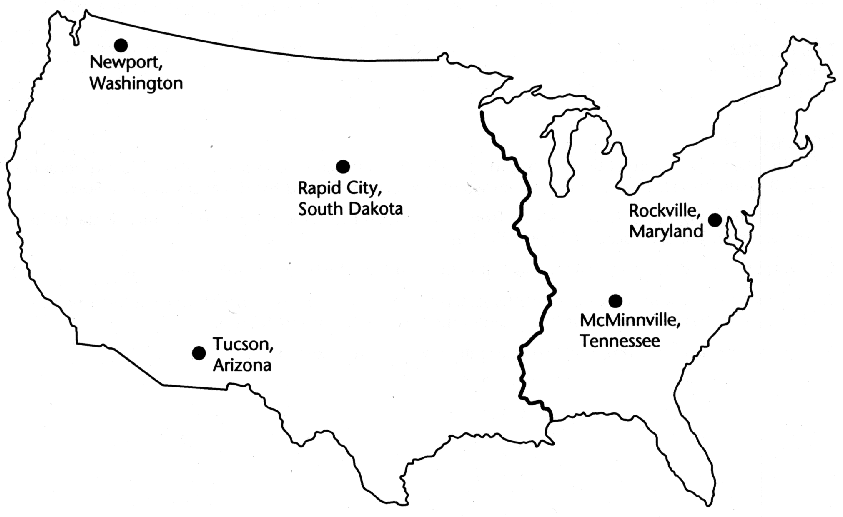 Newport,
Washington
Rapid City,
South Dakota
Rockville,
Maryland
McMinnville,
Tennessee
Tucson,
Arizona